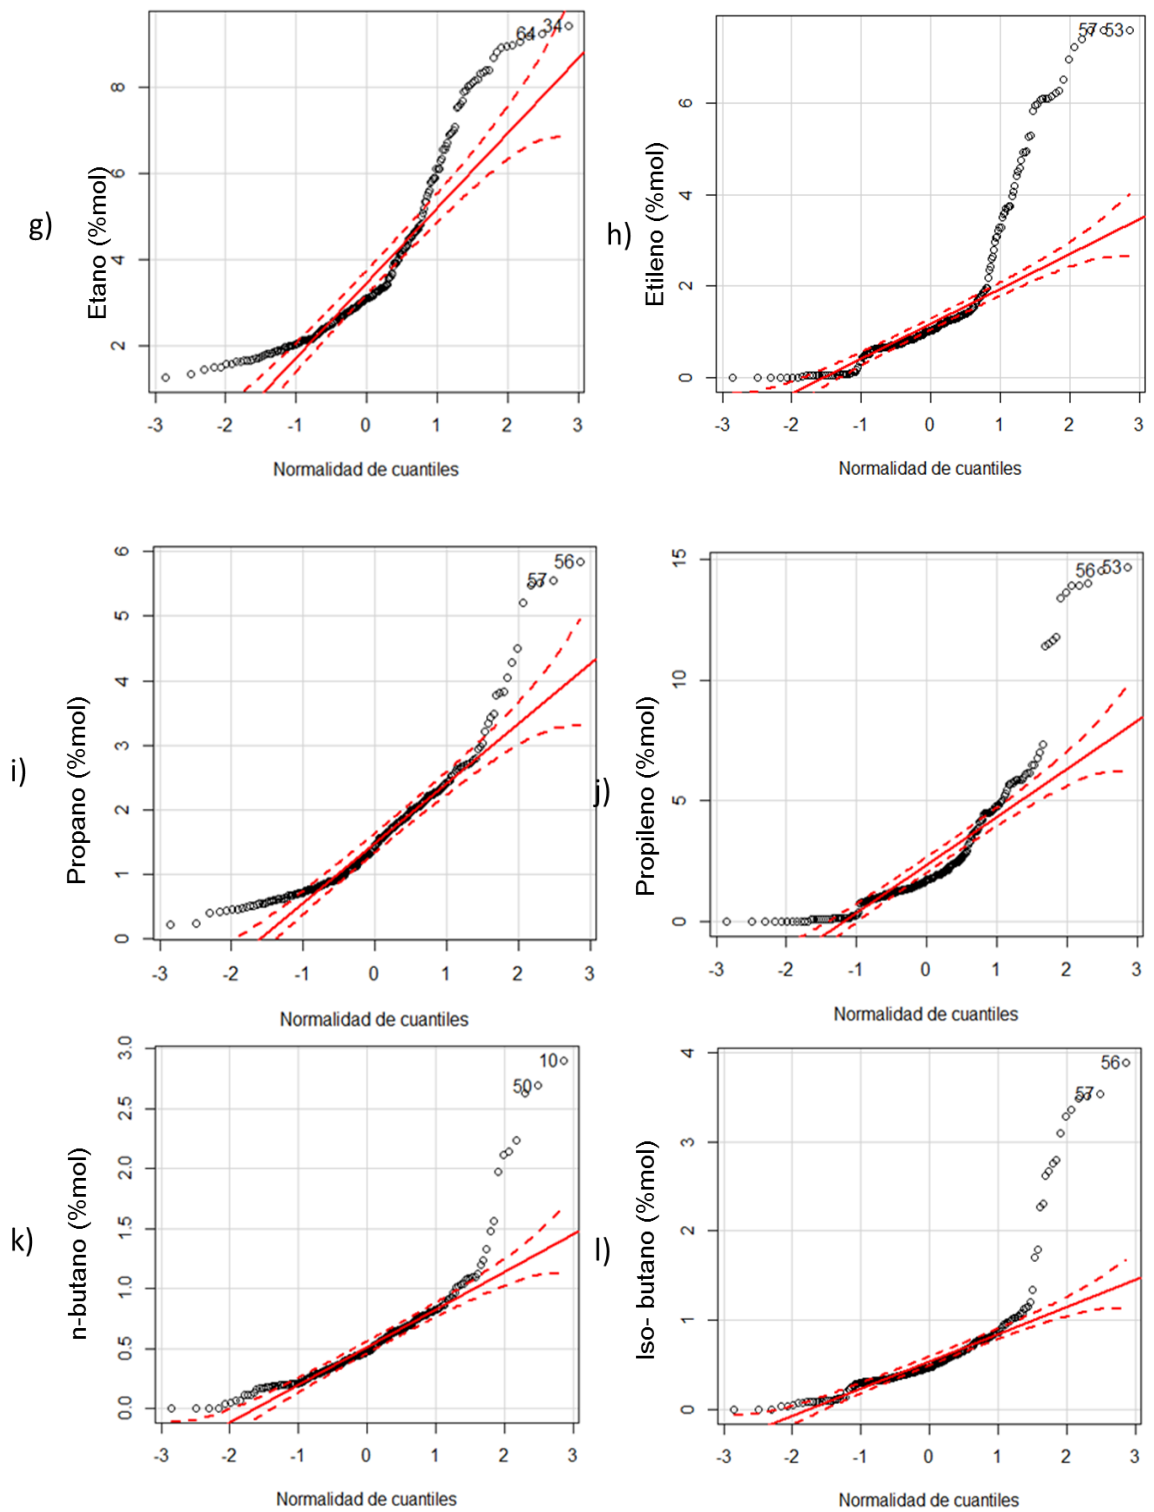 g)
Etano (%mol)
8
6
4
2
64 34
-3 -2 -1 0 1 2 3
Normalidad de cuantiles
h)
Etileno (%mol)
6
4
2
0
57 53
-3 -2 -1 0 1 2 3
Normalidad de cuantiles
i)
Propano (%mol)
6
5
4
3
2
1
0
56
57
-3 -2 -1 0 1 2 3
Normalidad de cuantiles
j)
Propileno (%mol)
15
10
5
0
56 53
-3 -2 -1 0 1 2 3
Normalidad de cuantiles
k)
n-butano (%mol)
3.0
2.5
2.0
1.5
1.0
0.5
0.0
10
50
-3 -2 -1 0 1 2 3
Normalidad de cuantiles
l)
Iso- butano (%mol)
4
3
2
1
0
56
57
-3 -2 -1 0 1 2 3
Normalidad de cuantiles